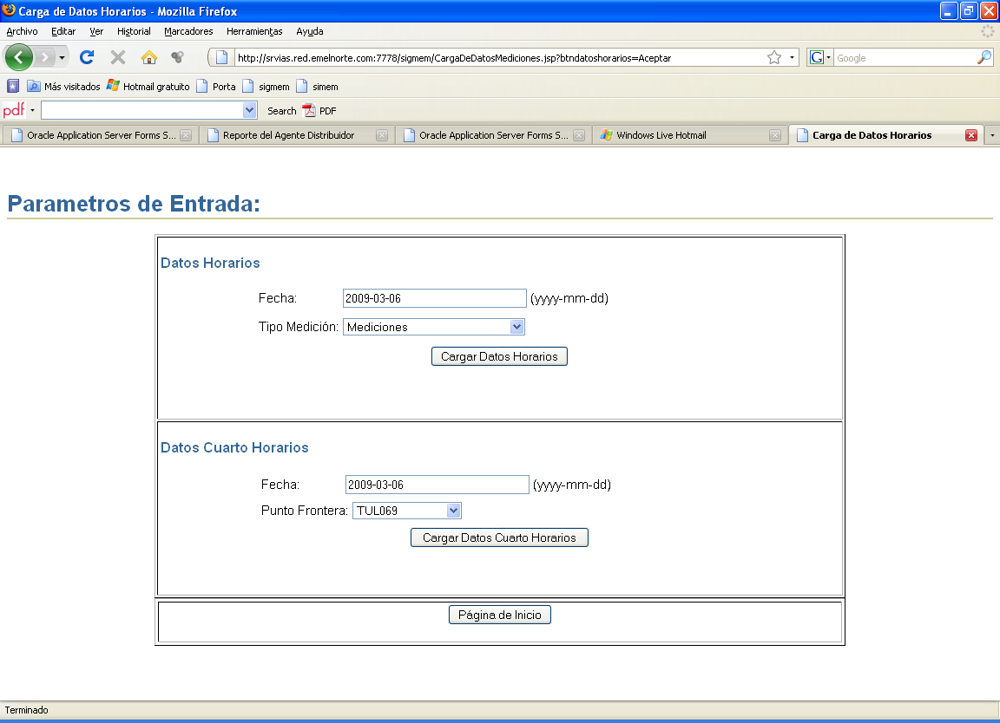 Carga de Datos Horarios - Mozilla Firefox
Archivo Editar Ver Historial Marcadores Herramientas Ayuda
http://srvias.red.emelnorte.com:7778/sigmem/CargaDeDatosMediciones.jsp?btndatoshorarios=Aceptar G Google
Más visitados Hotmail gratuito Porta sigmem simem
pdf Search PDF
Oracle Application Server Forms S... Reporte del Agente Distribuidor Oracle Application Server Forms S... Windows Live Hotmail Carga de Datos Horarios
Parametros de Entrada:
Datos Horarios
Fecha: 2009-03-06 (yyyy-mm-dd)
Tipo Medición: Mediciones
Cargar Datos Horarios
Datos Cuarto Horarios
Fecha: 2009-03-06 (yyyy-mm-dd)
Punto Frontera: TUL069
Cargar Datos Cuarto Horarios
Página de Inicio
Terminado